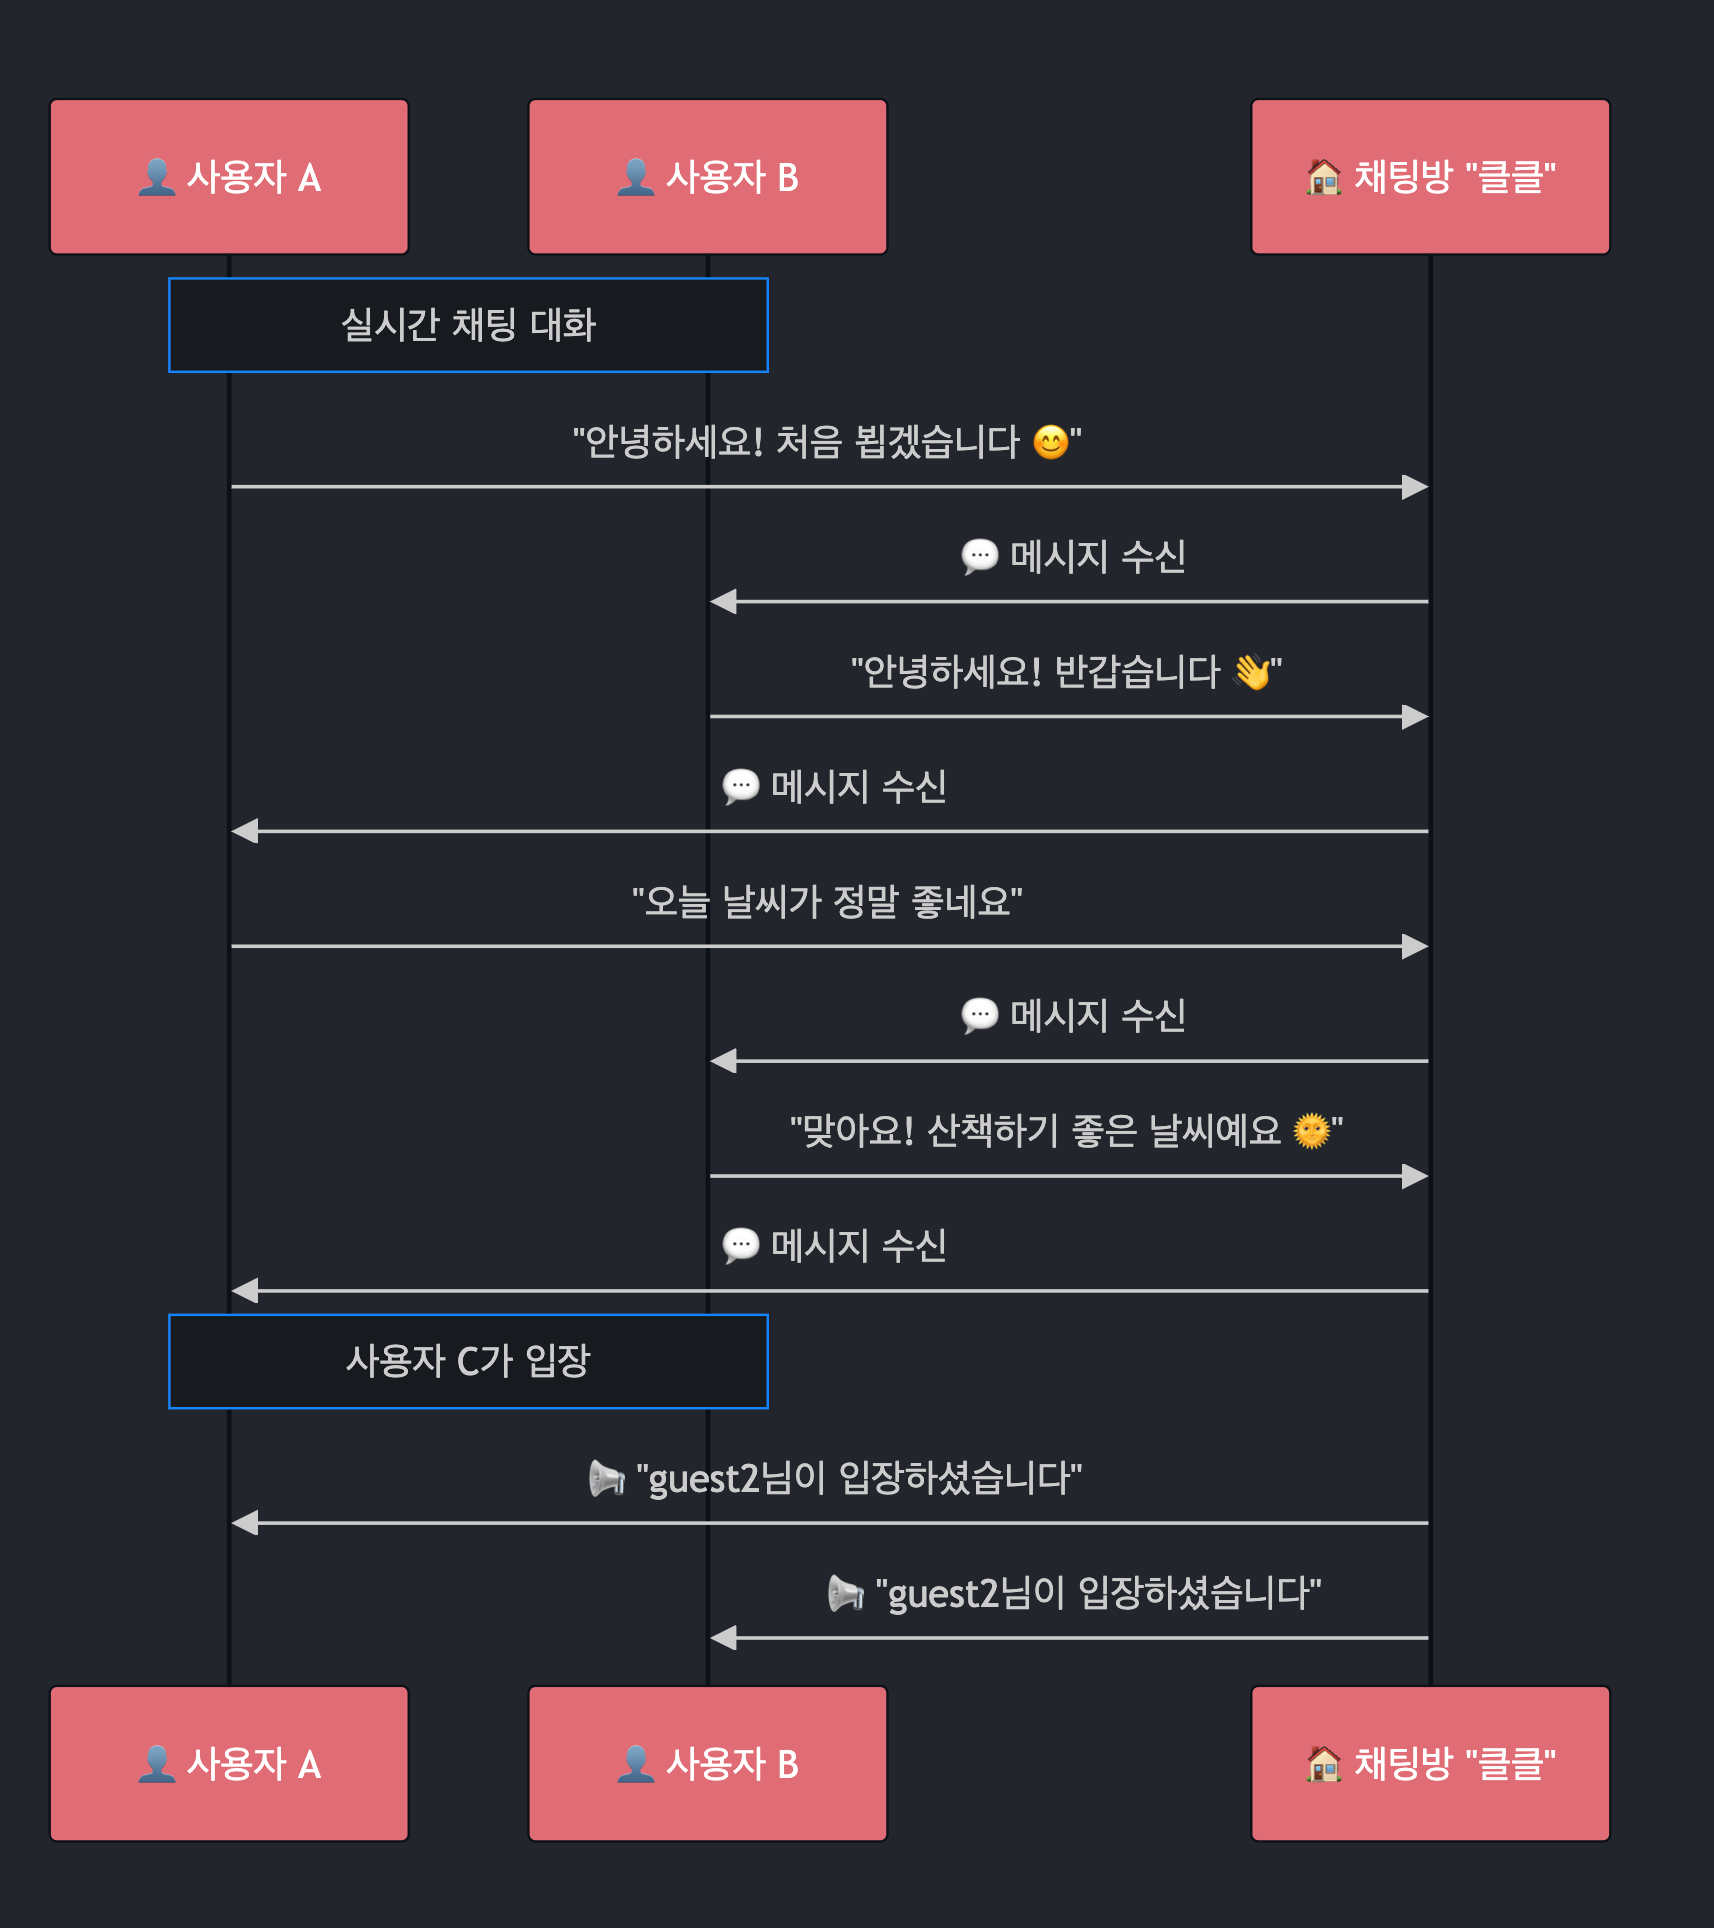 👤 사용자 A
👤 사용자 B
🏠 채팅방 "클클"
실시간 채팅 대화
"안녕하세요! 처음 뵙겠습니다 😊"
💬 메시지 수신
"안녕하세요! 반갑습니다 👋"
💬 메시지 수신
"오늘 날씨가 정말 좋네요"
💬 메시지 수신
"맞아요! 산책하기 좋은 날씨예요 🌞"
💬 메시지 수신
사용자 C가 입장
📢 "guest2님이 입장하셨습니다"
📢 "guest2님이 입장하셨습니다"
👤 사용자 A
👤 사용자 B
🏠 채팅방 "클클"